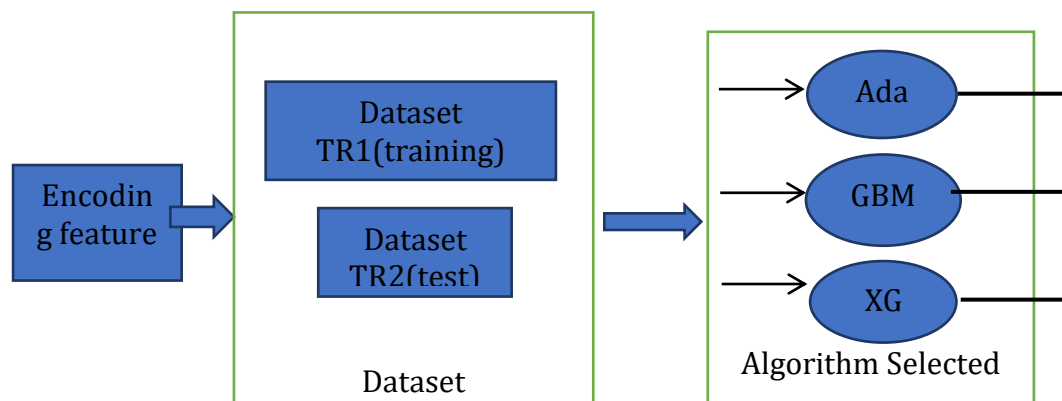 Encodin
g feature
Dataset
TR1(training)
Dataset
TR2(test)
Dataset
Ada
GBM
XG
Algorithm Selected